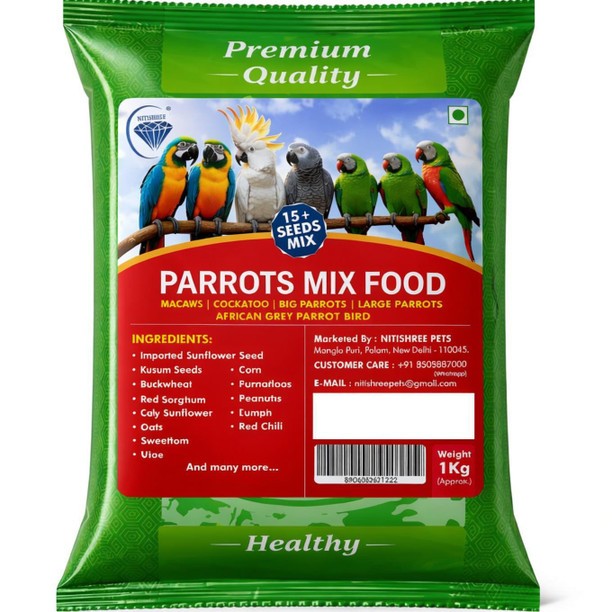 Premium
Quality
NITISHREE
®
15+
SEEDS
MIX
PARROTS MIX FOOD
MACAWS | COCKATOO | BIG PARROTS | LARGE PARROTS
AFRICAN GREY PARROT BIRD
INGREDIENTS:
• Imported Sunflower Seed
• Kusum Seeds
• Buckwheat
• Red Sorghum
• Caly Sunflower
• Oats
• Sweettom
• Uioe
• Corn
• Purnafloos
• Peanuts
• Eumph
• Red Chili
And many more...
Marketed By : NITISHREE PETS
Mangla Puri, Palam, New Delhi - 110045.
CUSTOMER CARE : +91 8505887000
(Whatsapp)
E-MAIL : nitishreepets@gmail.com
8906082621222
Weight
1Kg
(Approx.)
Healthy